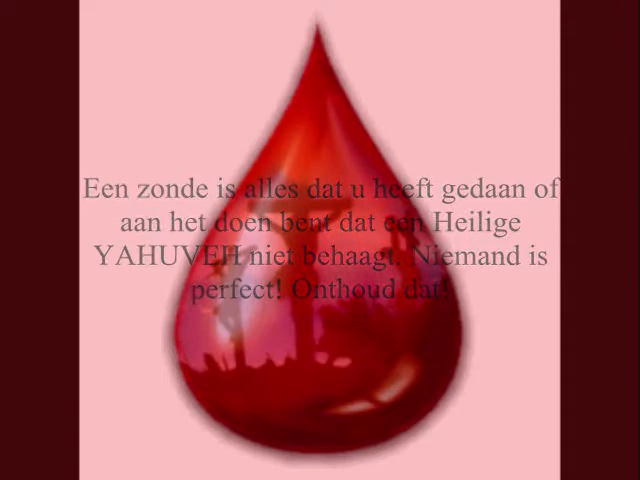 Een zonde is alles dat u heeft gedaan of
aan het doen bent dat een Heilige
YAHUVEH niet behaagt. Niemand is
perfect! Onthoud dat!